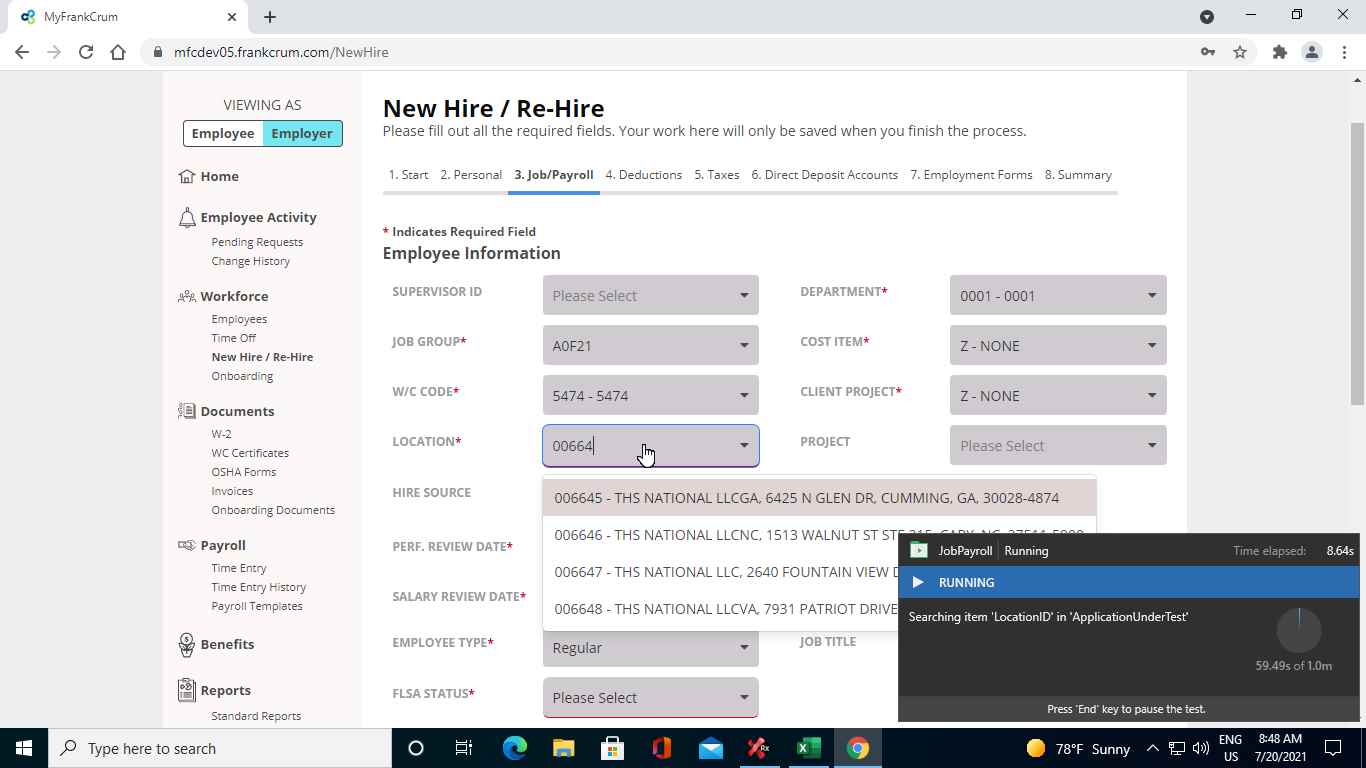 MyFrankCrum
mfcdev05.frankcrum.com/NewHire
VIEWING AS
Employee Employer
Home
Employee Activity
Pending Requests
Change History
Workforce
Employees
Time Off
New Hire / Re-Hire
Onboarding
Documents
W-2
WC Certificates
OSHA Forms
Invoices
Onboarding Documents
Payroll
Time Entry
Time Entry History
Payroll Templates
Benefits
Reports
Standard Reports
New Hire / Re-Hire
Please fill out all the required fields. Your work here will only be saved when you finish the process.
1. Start 2. Personal 3. Job/Payroll 4. Deductions 5. Taxes 6. Direct Deposit Accounts 7. Employment Forms 8. Summary
* Indicates Required Field
Employee Information
SUPERVISOR ID Please Select DEPARTMENT* 0001 - 0001
JOB GROUP* A0F21 COST ITEM* Z - NONE
W/C CODE* 5474 - 5474 CLIENT PROJECT* Z - NONE
LOCATION* 00664 PROJECT Please Select
HIRE SOURCE
006645 - THS NATIONAL LLCGA, 6425 N GLEN DR, CUMMING, GA, 30028-4874
006646 - THS NATIONAL LLCNC, 1513 WALNUT ST
PERF. REVIEW DATE*
006647 - THS NATIONAL LLC, 2640 FOUNTAIN VIEW
SALARY REVIEW DATE*
006648 - THS NATIONAL LLCVA, 7931 PATRIOT DRIVE
EMPLOYEE TYPE* Regular JOB TITLE
FLSA STATUS* Please Select
JobPayroll Running Time elapsed: 8.64s
RUNNING
Searching item 'LocationID' in 'ApplicationUnderTest'
59.49s of 1.0m
Press 'End' key to pause the test.
Type here to search
Rx
78°F Sunny
ENG
US
8:48 AM
7/20/2021